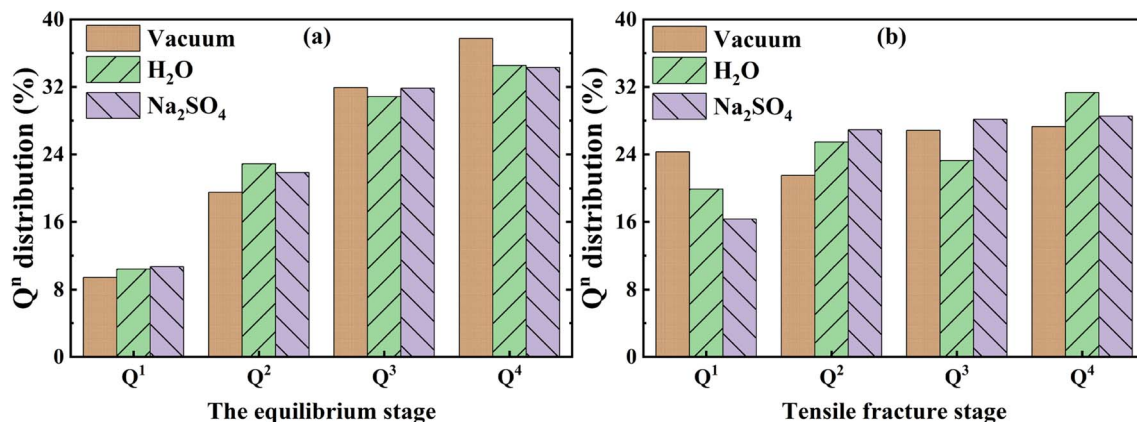 (a)
Vacuum
H₂O
Na₂SO₄
Qⁿ distribution (%)
40
32
24
16
8
0
Q¹ Q² Q³ Q⁴
The equilibrium stage
(b)
Vacuum
H₂O
Na₂SO₄
Qⁿ distribution (%)
40
32
24
16
8
0
Q¹ Q² Q³ Q⁴
Tensile fracture stage